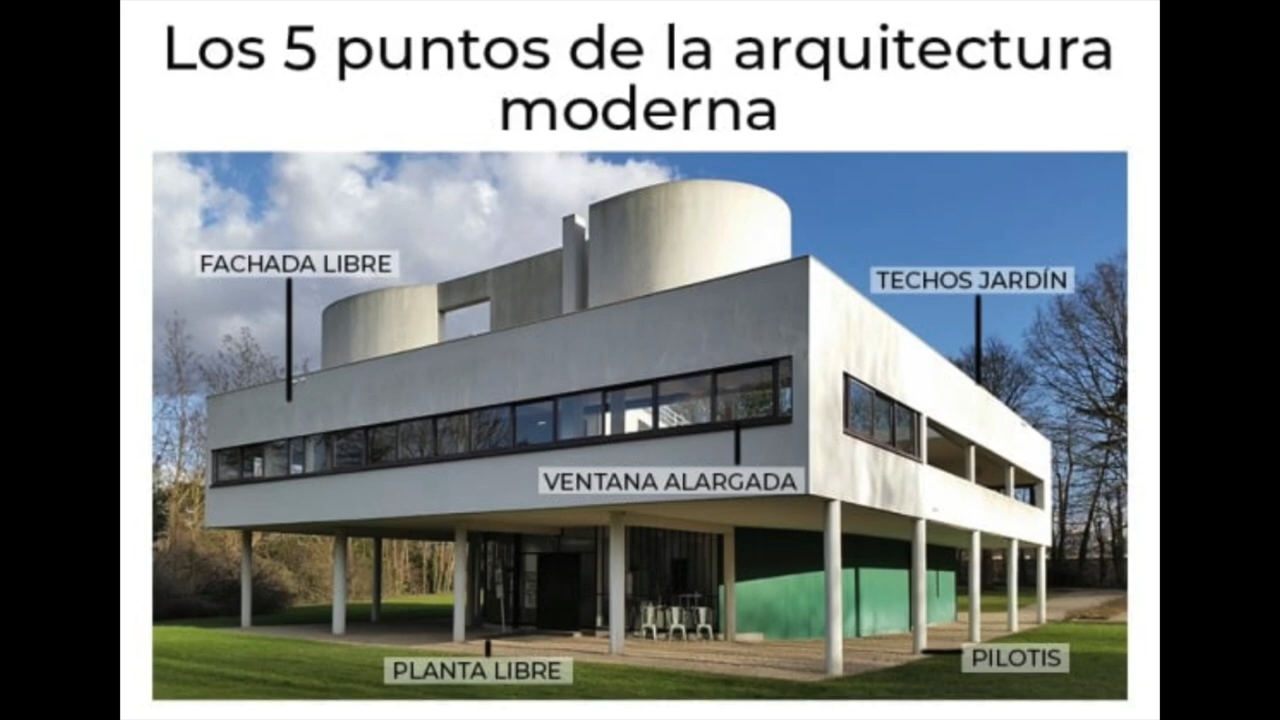 Los 5 puntos de la arquitectura
moderna
FACHADA LIBRE
TECHOS JARDÍN
VENTANA ALARGADA
PLANTA LIBRE
PILOTIS